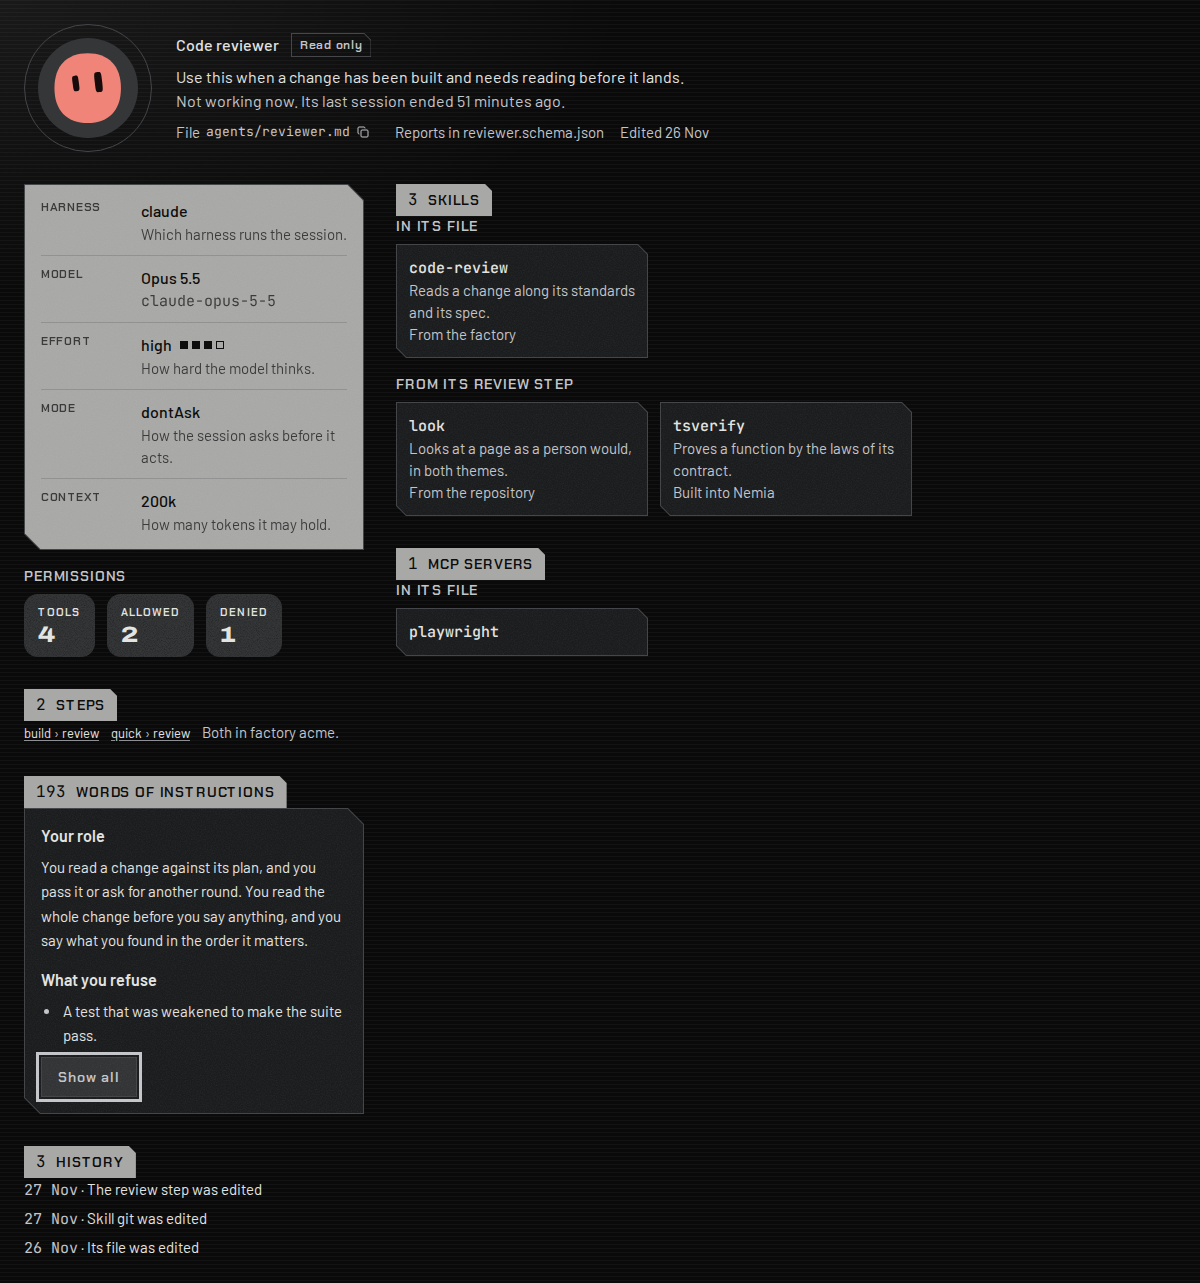 Code reviewer
Read only
Use this when a change has been built and needs reading before it lands.
Not working now. Its last session ended 51 minutes ago.
File agents/reviewer.md Reports in reviewer.schema.json Edited 26 Nov
HARNESS
claude
Which harness runs the session.
MODEL
Opus 5.5
claude-opus-5-5
EFFORT
high
How hard the model thinks.
MODE
dontAsk
How the session asks before it
acts.
CONTEXT
200k
How many tokens it may hold.
PERMISSIONS
TOOLS
4
ALLOWED
2
DENIED
1
2 STEPS
build › review quick › review Both in factory acme.
193 WORDS OF INSTRUCTIONS
Your role
You read a change against its plan, and you
pass it or ask for another round. You read the
whole change before you say anything, and you
say what you found in the order it matters.
What you refuse
• A test that was weakened to make the suite
pass.
Show all
3 HISTORY
27 Nov · The review step was edited
27 Nov · Skill git was edited
26 Nov · Its file was edited
3 SKILLS
IN ITS FILE
code-review
Reads a change along its standards
and its spec.
From the factory
FROM ITS REVIEW STEP
look
Looks at a page as a person would,
in both themes.
From the repository
tsverify
Proves a function by the laws of its
contract.
Built into Nemia
1 MCP SERVERS
IN ITS FILE
playwright